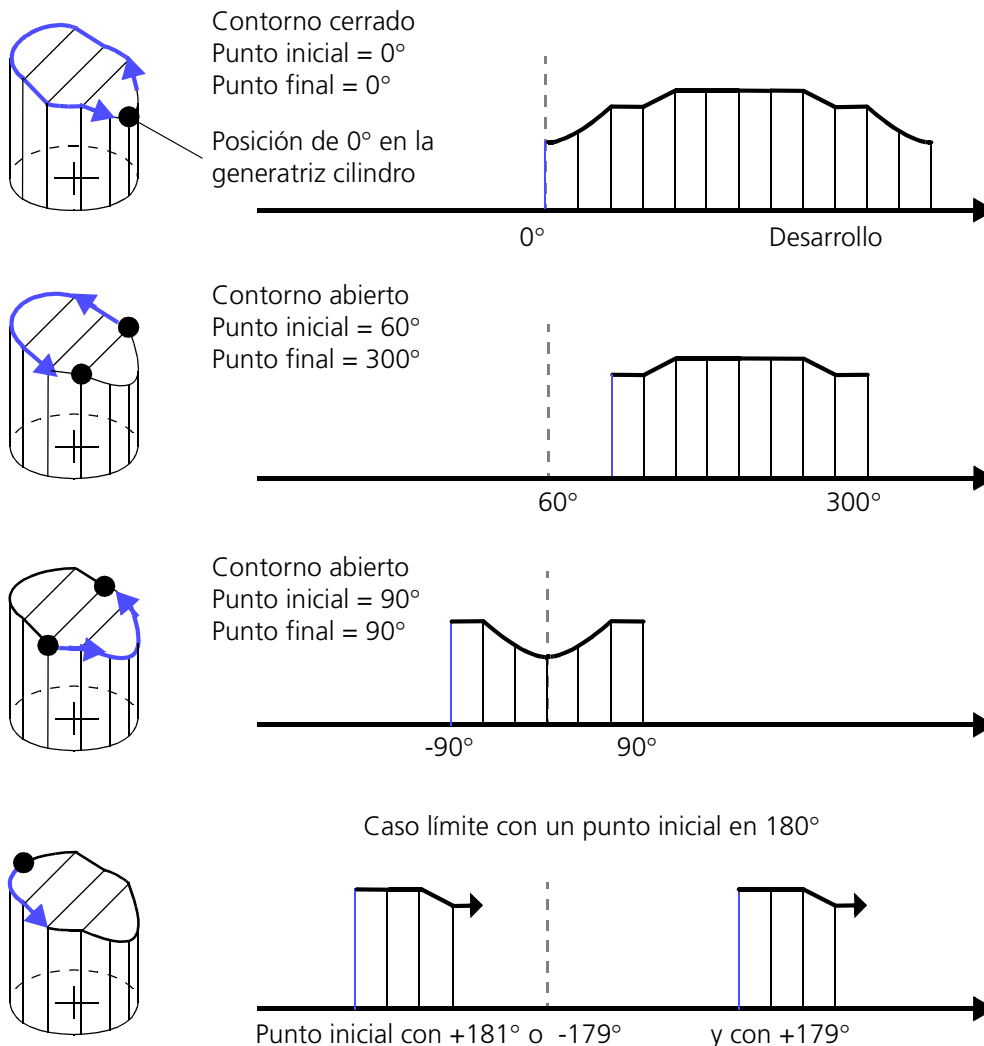 Contorno cerrado
Punto inicial = 0°
Punto final = 0°
Posición de 0° en la
generatriz cilindro
0°
Desarrollo
Contorno abierto
Punto inicial = 60°
Punto final = 300°
60°
300°
Contorno abierto
Punto inicial = 90°
Punto final = 90°
-90°
90°
Caso límite con un punto inicial en 180°
Punto inicial con +181° o -179°
y con +179°